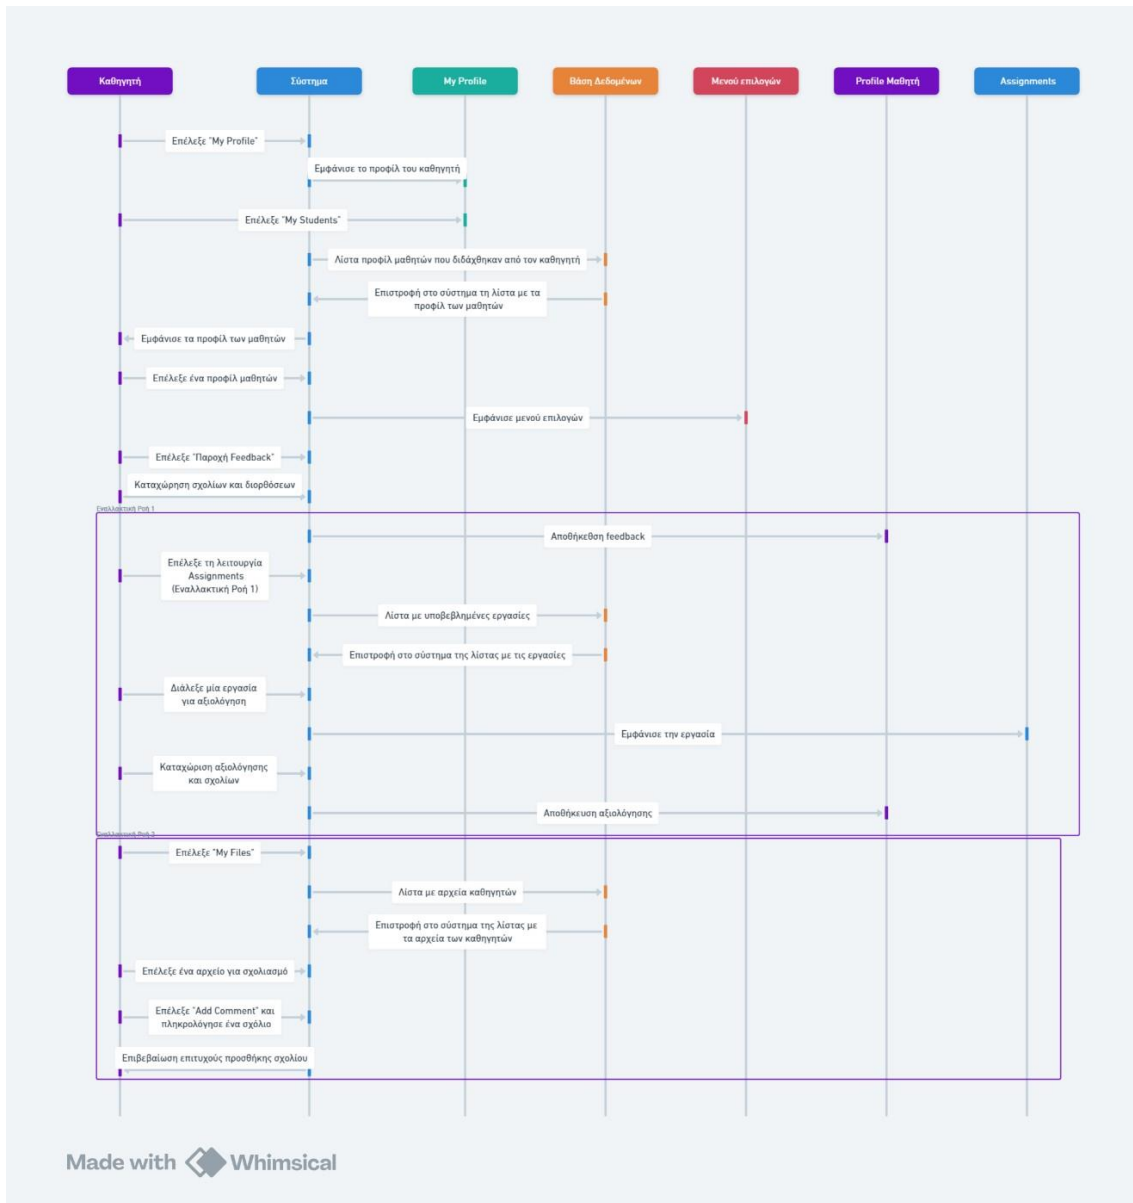 Καθηγητή
Σύστημα
My Profile
Βάση Δεδομένων
Μενού επιλογών
Profile Μαθητή
Assignments
Επέλεξε "My Profile"
Εμφάνισε το προφίλ του καθηγητή
Επέλεξε "My Students"
Λίστα προφίλ μαθητών που διδάχθηκαν από τον καθηγητή
Επιστροφή στο σύστημα τη λίστα με τα
προφίλ των μαθητών
Εμφάνισε τα προφίλ των μαθητών
Επέλεξε ένα προφίλ μαθητών
Εμφάνισε μενού επιλογών
Επέλεξε "Παροχή Feedback"
Καταχώρηση σχολίων και διορθόσεων
Εναλλακτική Ροή 1
Αποθήκεθση feedback
Επέλεξε τη λειτουργία
Assignments
(Εναλλακτική Ροή 1)
Λίστα με υποβεβλημένες εργασίες
Επιστροφή στο σύστημα της λίστας με τις εργασίες
Διάλεξε μία εργασία
για αξιολόγηση
Εμφάνισε την εργασία
Καταχώριση αξιολόγησης
και σχολίων
Αποθήκευση αξιολόγησης
Εναλλακτική Ροή 2
Επέλεξε "My Files"
Λίστα με αρχεία καθηγητών
Επιστροφή στο σύστημα της λίστας με
τα αρχεία των καθηγητών
Επέλεξε ένα αρχείο για σχολιασμό
Επέλεξε "Add Comment" και
πληκρολόγησε ένα σχόλιο
Επιβεβαίωση επιτυχούς προσθήκης σχολίου
Made with Whimsical